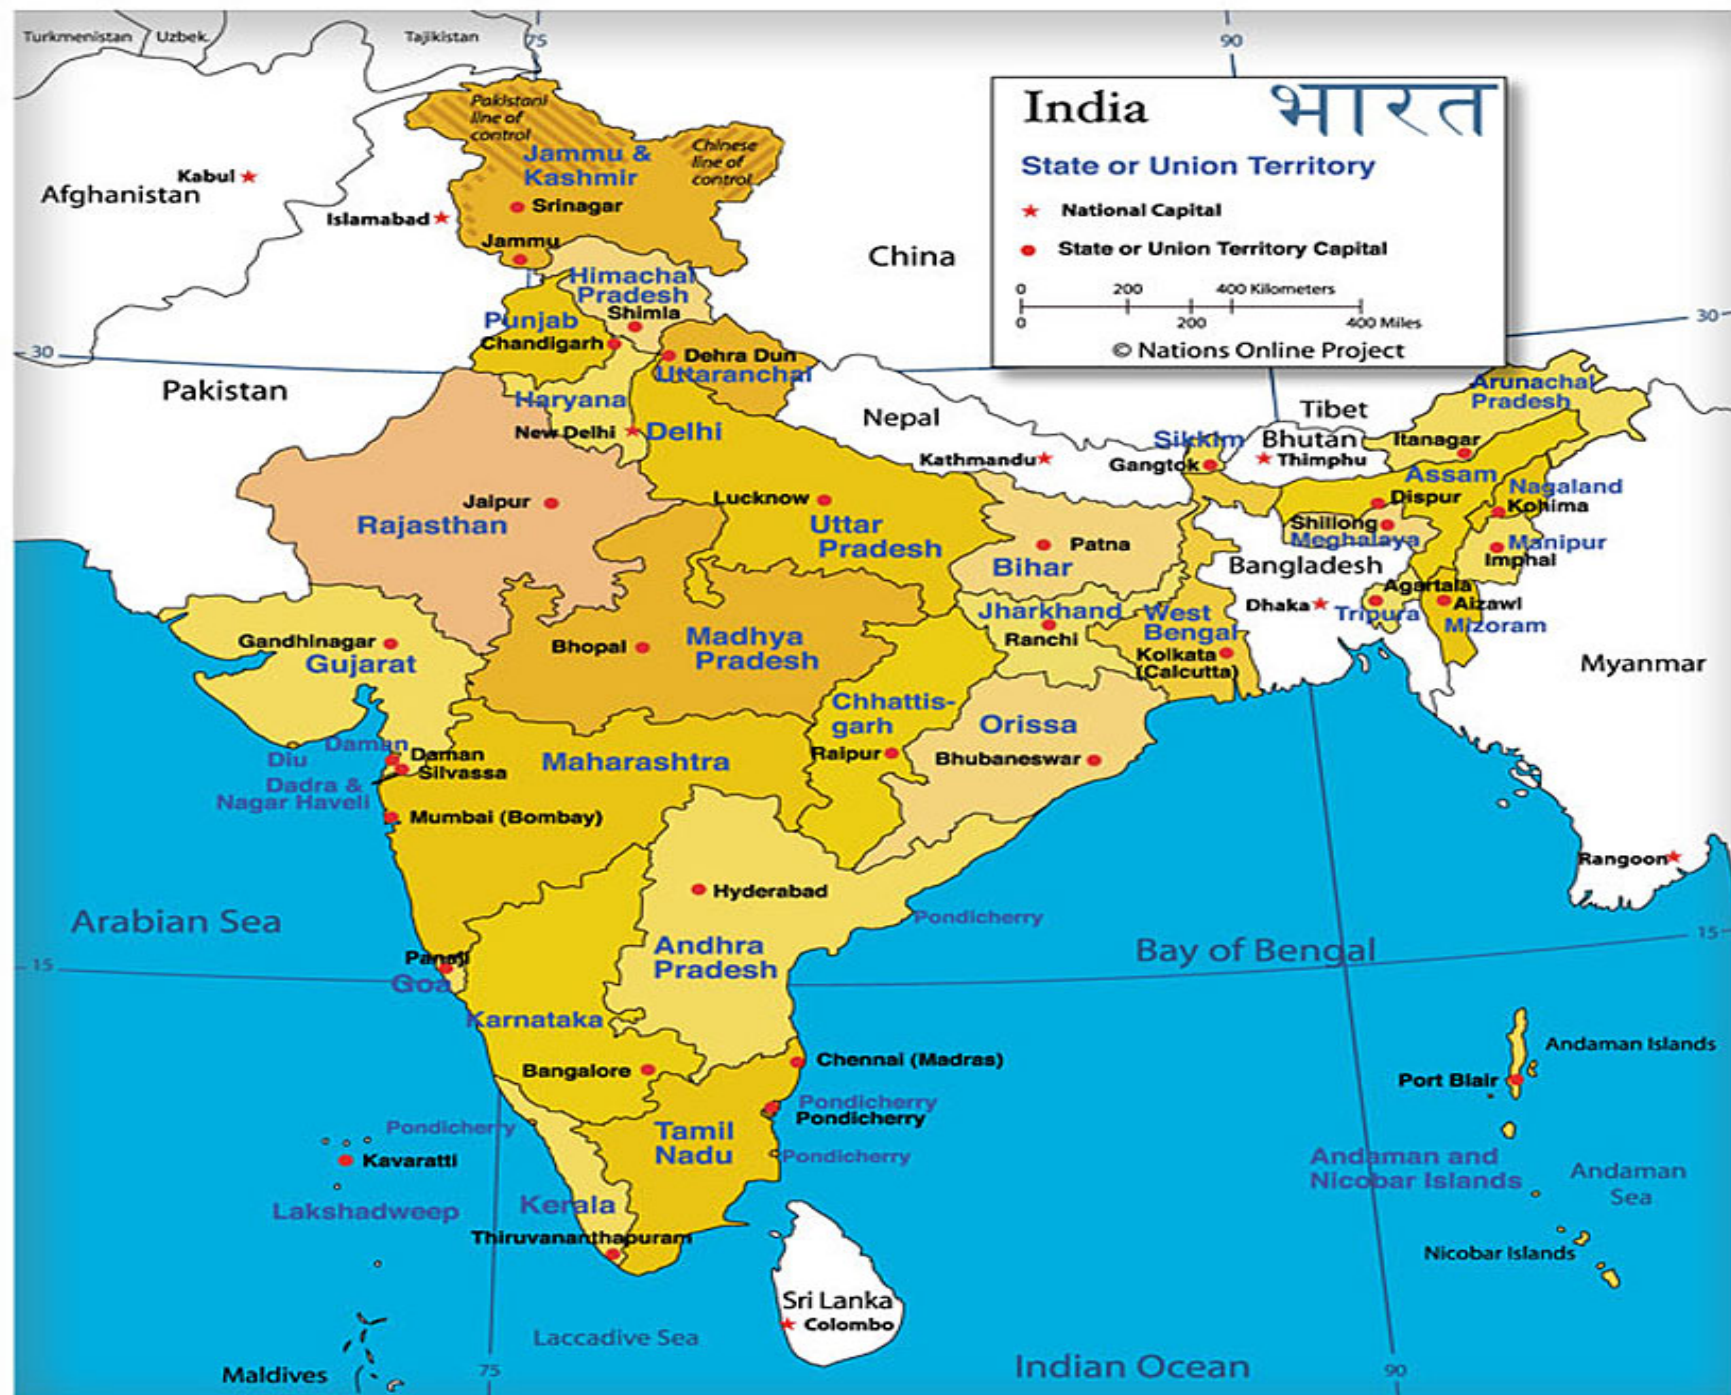 Turkmenistan
Uzbek.
Tajikistan
75
90
India
भारत
State or Union Territory
National Capital
State or Union Territory Capital
0 200 400 Kilometers
0 200 400 Miles
© Nations Online Project
Pakistani
line of
control
Chinese
line of
control
Jammu &
Kashmir
Srinagar
Jammu
Kabul
Afghanistan
Islamabad
China
Himachal
Pradesh
Shimla
Punjab
Chandigarh
Dehra Dun
Uttaranchal
30
30
Pakistan
Haryana
New Delhi
Delhi
Nepal
Kathmandu
Tibet
Sikkim
Gangtok
Bhutan
Thimphu
Arunachal
Pradesh
Itanagar
Assam
Dispur
Nagaland
Kohima
Shillong
Meghalaya
Manipur
Imphal
Jaipur
Rajasthan
Lucknow
Uttar
Pradesh
Patna
Bihar
Bangladesh
Dhaka
Agartala
Tripura
Aizawl
Mizoram
Myanmar
Jharkhand
Ranchi
West
Bengal
Kolkata
(Calcutta)
Gandhinagar
Gujarat
Bhopal
Madhya
Pradesh
Chhattis-
garh
Raipur
Orissa
Bhubaneswar
Daman
Diu
Daman
Silvassa
Dadra &
Nagar Haveli
Maharashtra
Mumbai (Bombay)
Rangoon
Hyderabad
Andhra
Pradesh
Pondicherry
Arabian Sea
Bay of Bengal
15
15
Panaji
Goa
Karnataka
Bangalore
Chennai (Madras)
Pondicherry
Pondicherry
Pondicherry
Pondicherry
Tamil
Nadu
Kavaratti
Lakshadweep
Kerala
Thiruvananthapuram
Andaman Islands
Port Blair
Andaman and
Nicobar Islands
Andaman
Sea
Nicobar Islands
Sri Lanka
Colombo
Laccadive Sea
Maldives
75
Indian Ocean
90